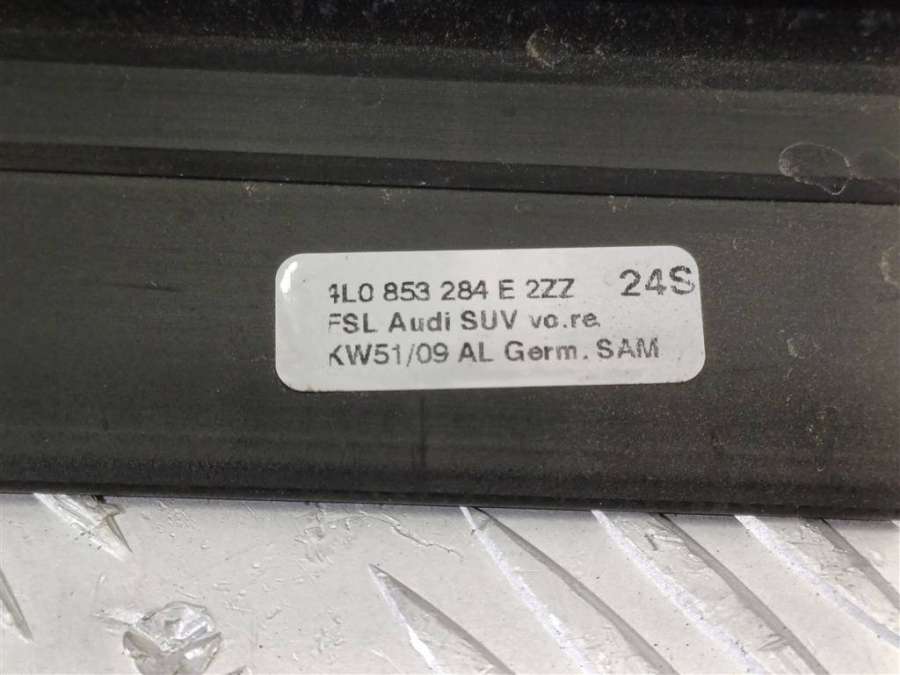 4L0 853 284 E 2ZZ 24S
FSL Audi SUV vo.re.
KW51/09 AL Germ. SAM